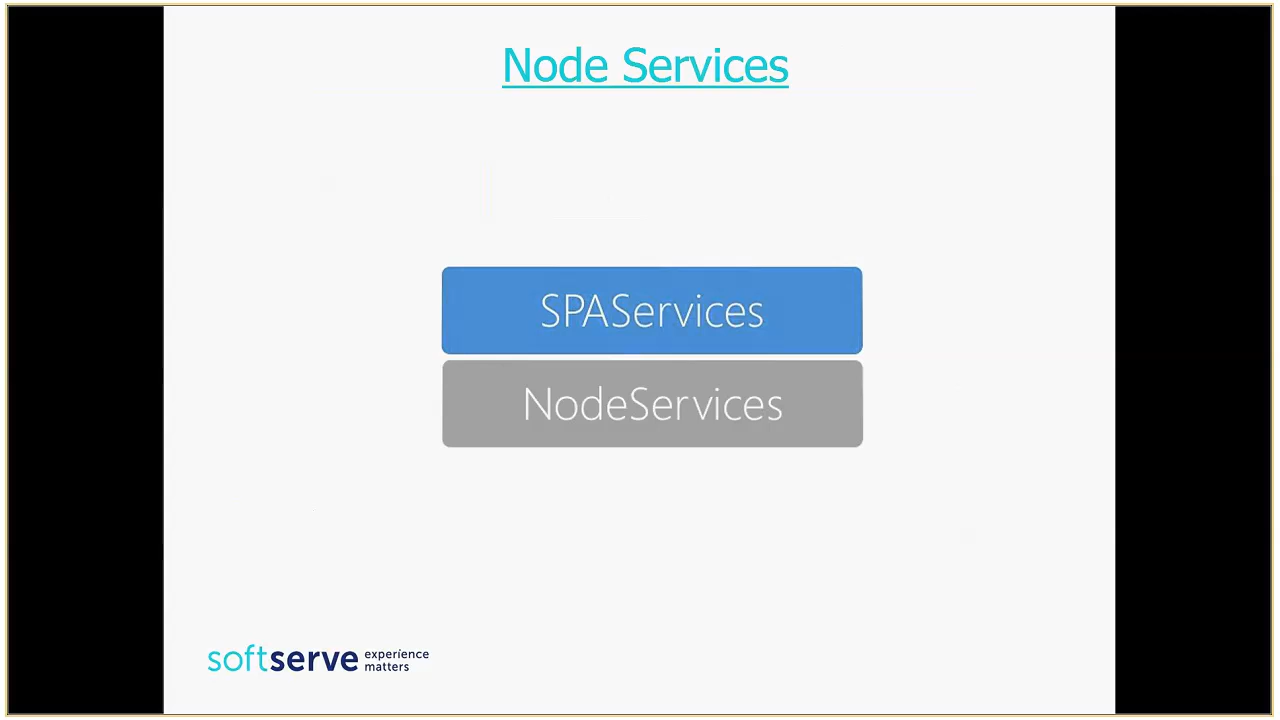 Node Services
SPAServices
NodeServices
softserve experience
matters